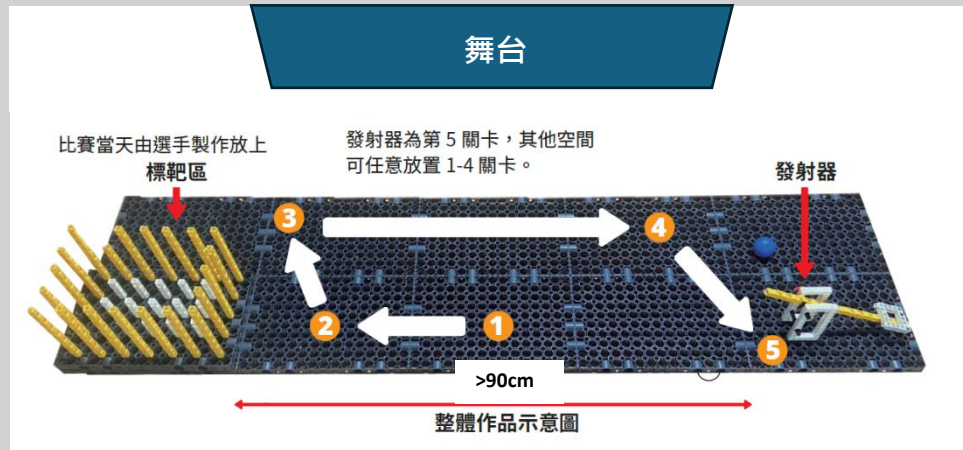 舞台
比賽當天由選手製作放上
標靶區
發射器為第 5 關卡，其他空間
可任意放置 1-4 關卡。
發射器
3
4
2
1
5
>90cm
整體作品示意圖